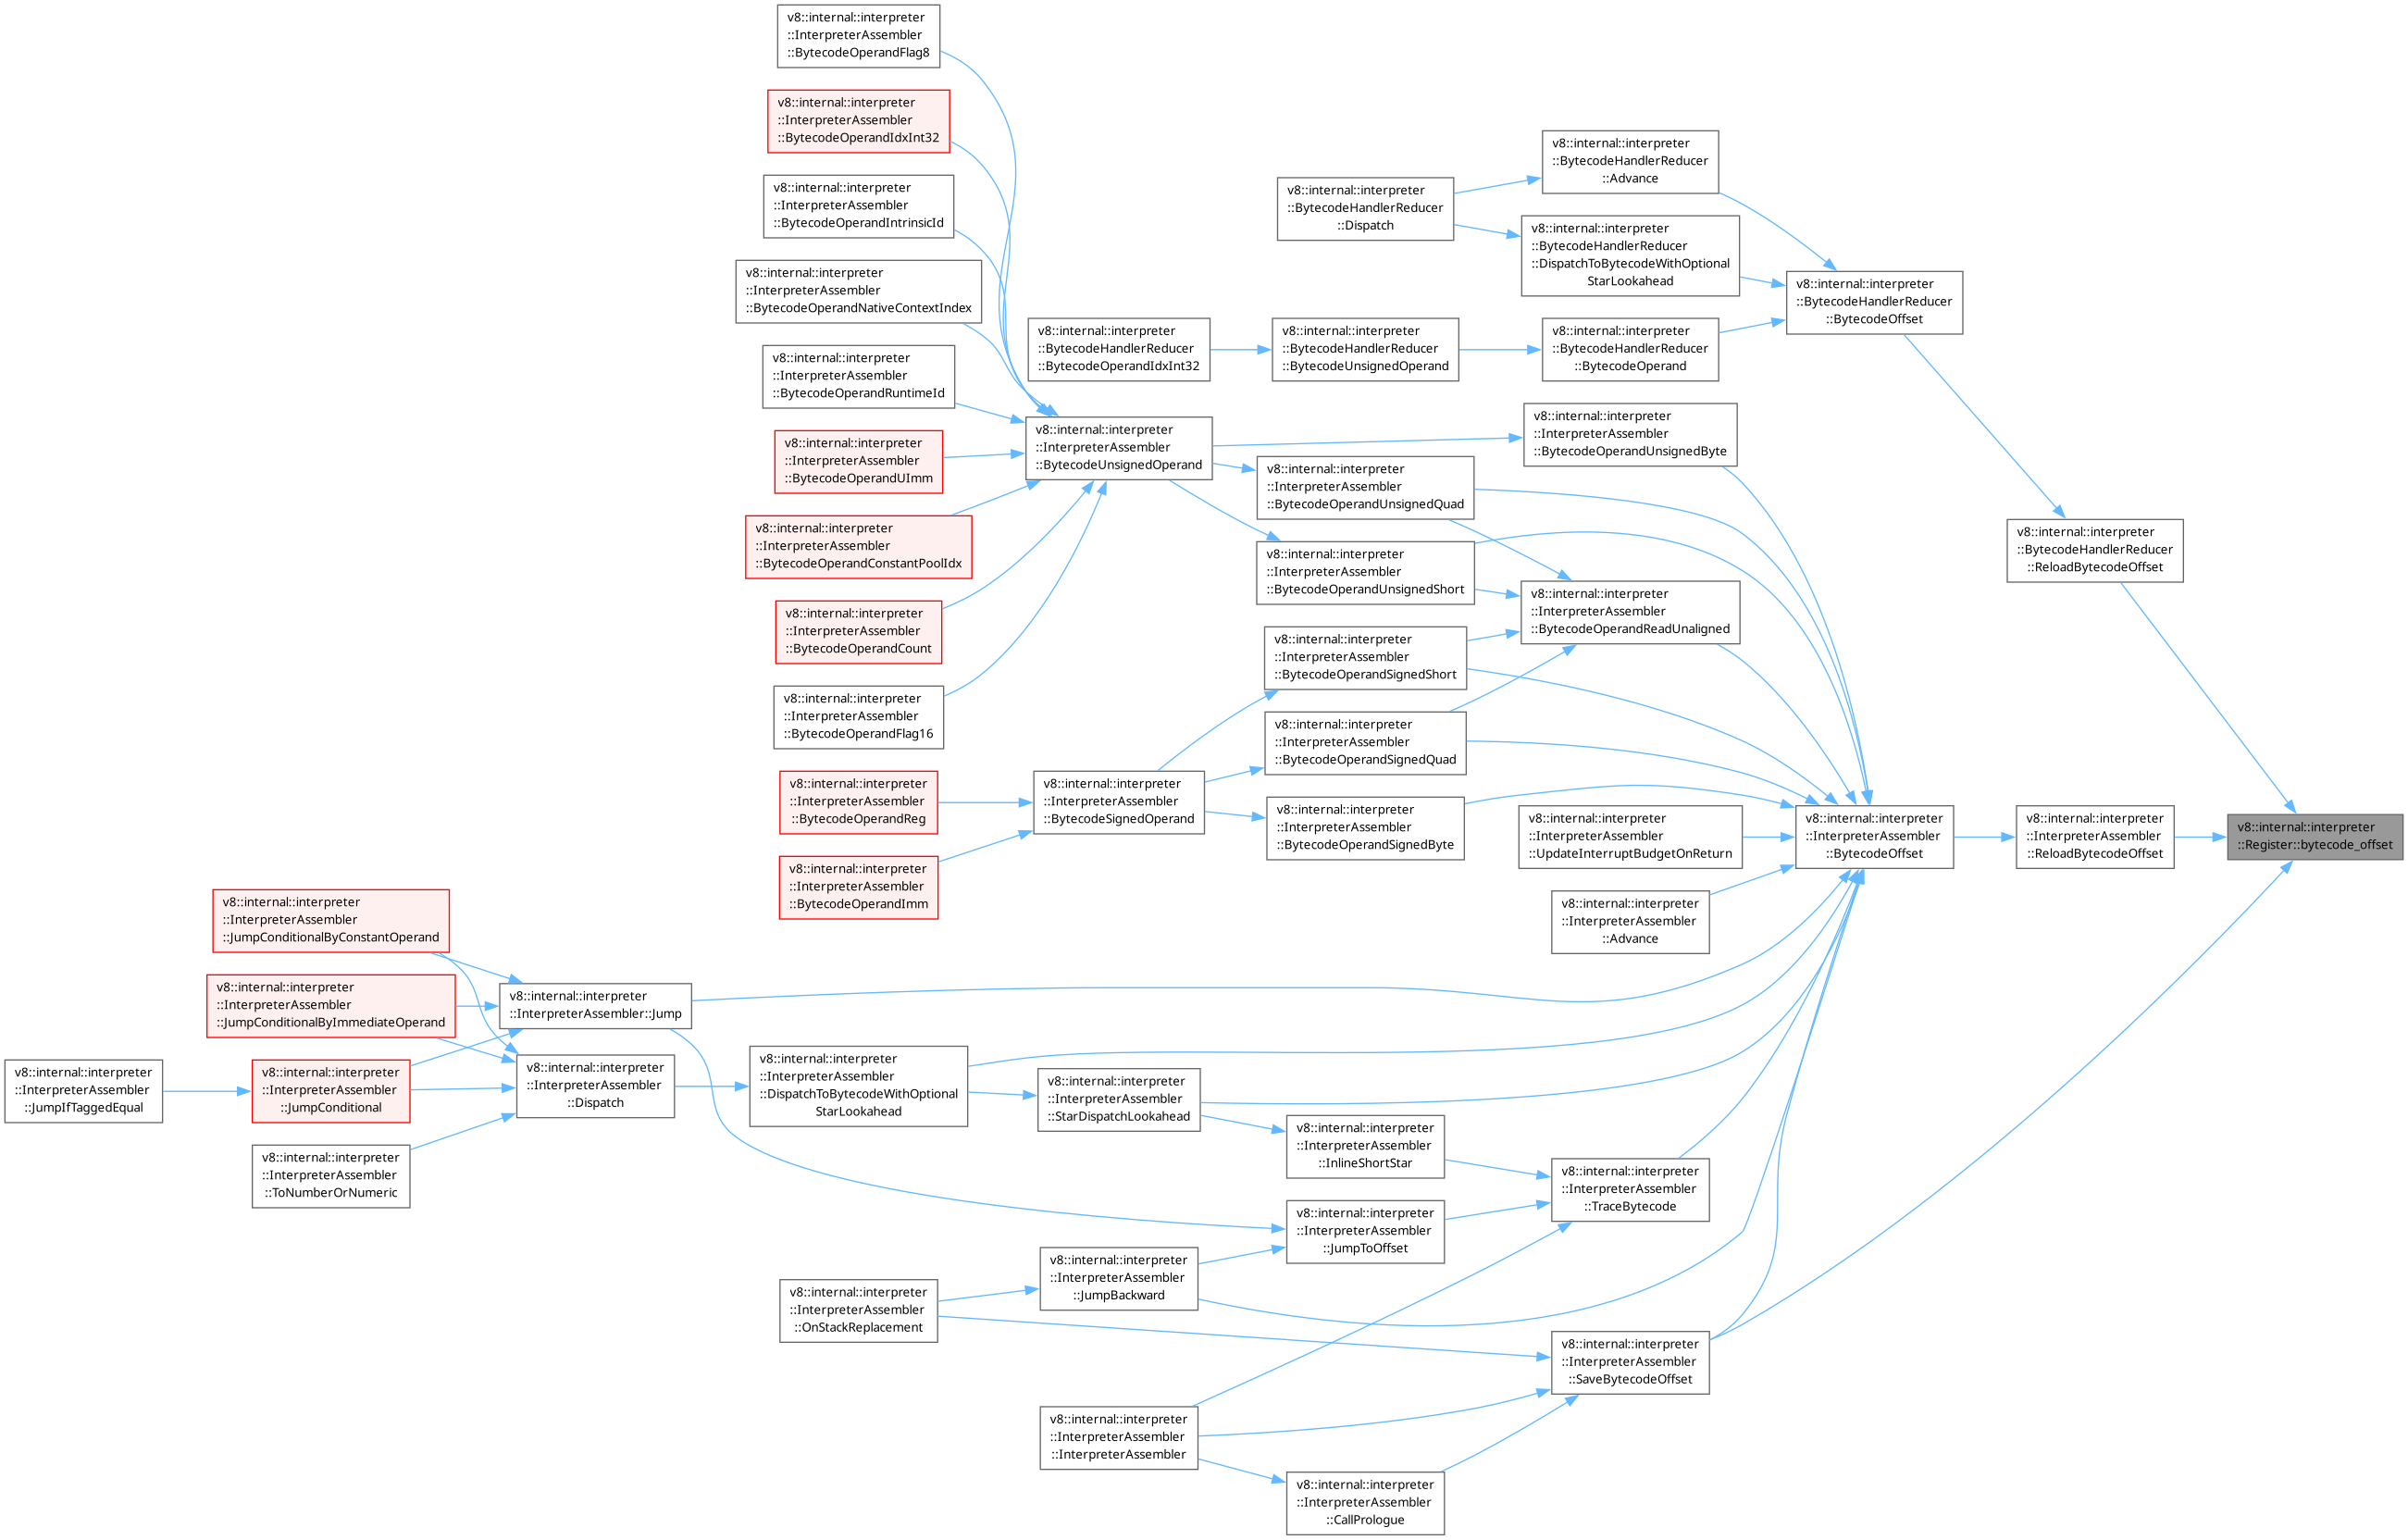 v8::internal::interpreter
::InterpreterAssembler
::BytecodeOperandFlag8
v8::internal::interpreter
::InterpreterAssembler
::BytecodeOperandIdxInt32
v8::internal::interpreter
::InterpreterAssembler
::BytecodeOperandIntrinsicId
v8::internal::interpreter
::InterpreterAssembler
::BytecodeOperandNativeContextIndex
v8::internal::interpreter
::InterpreterAssembler
::BytecodeOperandRuntimeId
v8::internal::interpreter
::InterpreterAssembler
::BytecodeOperandUImm
v8::internal::interpreter
::InterpreterAssembler
::BytecodeOperandConstantPoolIdx
v8::internal::interpreter
::InterpreterAssembler
::BytecodeOperandCount
v8::internal::interpreter
::InterpreterAssembler
::BytecodeOperandFlag16
v8::internal::interpreter
::InterpreterAssembler
::BytecodeOperandReg
v8::internal::interpreter
::InterpreterAssembler
::BytecodeOperandImm
v8::internal::interpreter
::BytecodeHandlerReducer
::Advance
v8::internal::interpreter
::BytecodeHandlerReducer
::Dispatch
v8::internal::interpreter
::BytecodeHandlerReducer
::DispatchToBytecodeWithOptional
StarLookahead
v8::internal::interpreter
::BytecodeHandlerReducer
::BytecodeOffset
v8::internal::interpreter
::BytecodeHandlerReducer
::BytecodeOperandIdxInt32
v8::internal::interpreter
::BytecodeHandlerReducer
::BytecodeUnsignedOperand
v8::internal::interpreter
::BytecodeHandlerReducer
::BytecodeOperand
v8::internal::interpreter
::InterpreterAssembler
::BytecodeUnsignedOperand
v8::internal::interpreter
::InterpreterAssembler
::BytecodeOperandUnsignedByte
v8::internal::interpreter
::InterpreterAssembler
::BytecodeOperandUnsignedQuad
v8::internal::interpreter
::InterpreterAssembler
::BytecodeOperandUnsignedShort
v8::internal::interpreter
::InterpreterAssembler
::BytecodeOperandReadUnaligned
v8::internal::interpreter
::BytecodeHandlerReducer
::ReloadBytecodeOffset
v8::internal::interpreter
::InterpreterAssembler
::BytecodeOperandSignedShort
v8::internal::interpreter
::InterpreterAssembler
::BytecodeOperandSignedQuad
v8::internal::interpreter
::InterpreterAssembler
::BytecodeSignedOperand
v8::internal::interpreter
::InterpreterAssembler
::BytecodeOperandSignedByte
v8::internal::interpreter
::InterpreterAssembler
::UpdateInterruptBudgetOnReturn
v8::internal::interpreter
::InterpreterAssembler
::BytecodeOffset
v8::internal::interpreter
::InterpreterAssembler
::ReloadBytecodeOffset
v8::internal::interpreter
::Register::bytecode_offset
v8::internal::interpreter
::InterpreterAssembler
::Advance
v8::internal::interpreter
::InterpreterAssembler
::JumpConditionalByConstantOperand
v8::internal::interpreter
::InterpreterAssembler
::JumpConditionalByImmediateOperand
v8::internal::interpreter
::InterpreterAssembler::Jump
v8::internal::interpreter
::InterpreterAssembler
::JumpIfTaggedEqual
v8::internal::interpreter
::InterpreterAssembler
::JumpConditional
v8::internal::interpreter
::InterpreterAssembler
::Dispatch
v8::internal::interpreter
::InterpreterAssembler
::DispatchToBytecodeWithOptional
StarLookahead
v8::internal::interpreter
::InterpreterAssembler
::StarDispatchLookahead
v8::internal::interpreter
::InterpreterAssembler
::ToNumberOrNumeric
v8::internal::interpreter
::InterpreterAssembler
::InlineShortStar
v8::internal::interpreter
::InterpreterAssembler
::TraceBytecode
v8::internal::interpreter
::InterpreterAssembler
::JumpToOffset
v8::internal::interpreter
::InterpreterAssembler
::JumpBackward
v8::internal::interpreter
::InterpreterAssembler
::OnStackReplacement
v8::internal::interpreter
::InterpreterAssembler
::SaveBytecodeOffset
v8::internal::interpreter
::InterpreterAssembler
::InterpreterAssembler
v8::internal::interpreter
::InterpreterAssembler
::CallPrologue